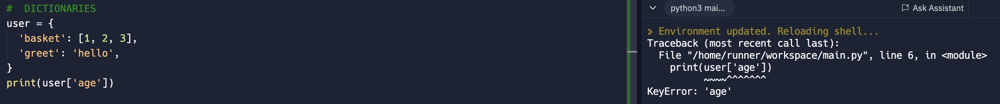 # DICTIONARIES
user = {
  'basket': [1, 2, 3],
  'greet': 'hello',
}
print(user['age'])
python3 mai...
Ask Assistant
Environment updated. Reloading shell...
Traceback (most recent call last):
  File "/home/runner/workspace/main.py", line 6, in <module>
    print(user['age'])
          ~~~~^^^^^^^
KeyError: 'age'